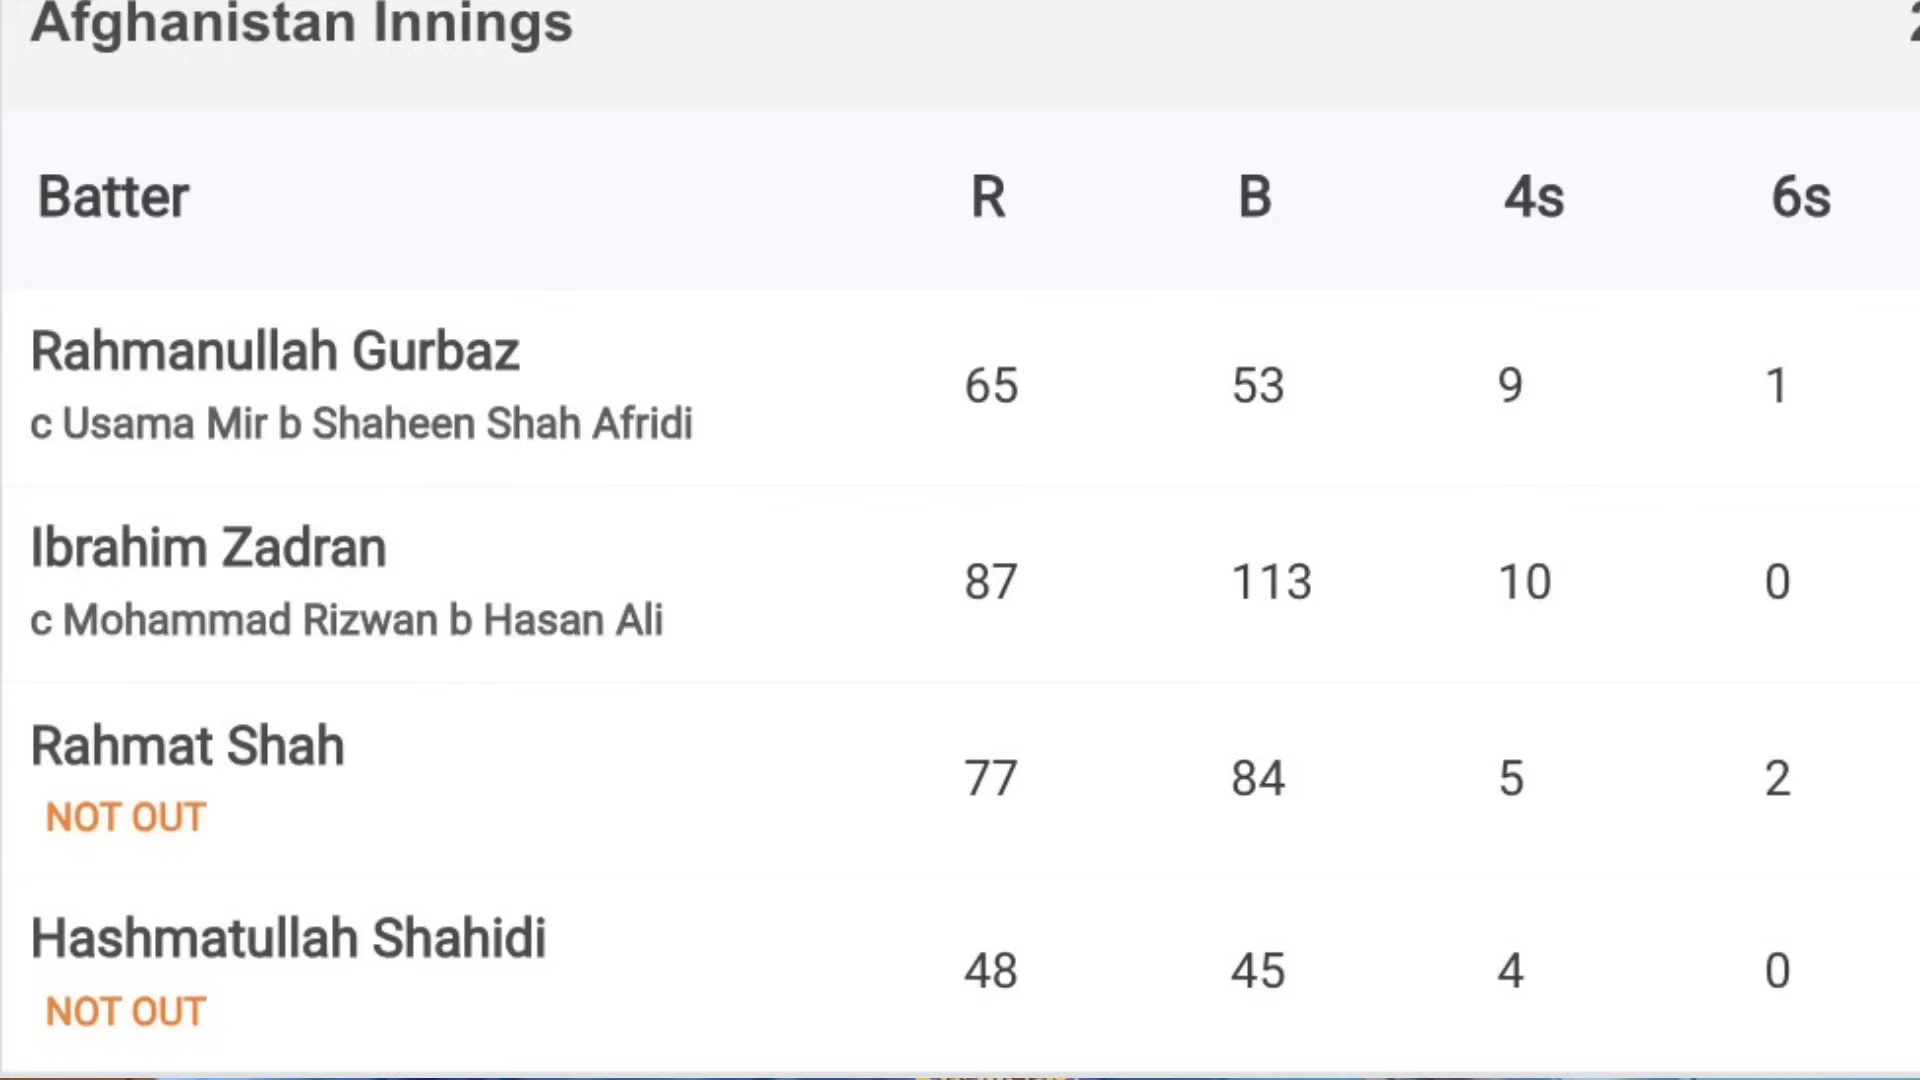 Afghanistan Innings
Batter R B 4s 6s
Rahmanullah Gurbaz
c Usama Mir b Shaheen Shah Afridi
65 53 9 1
Ibrahim Zadran
c Mohammad Rizwan b Hasan Ali
87 113 10 0
Rahmat Shah
NOT OUT
77 84 5 2
Hashmatullah Shahidi
NOT OUT
48 45 4 0